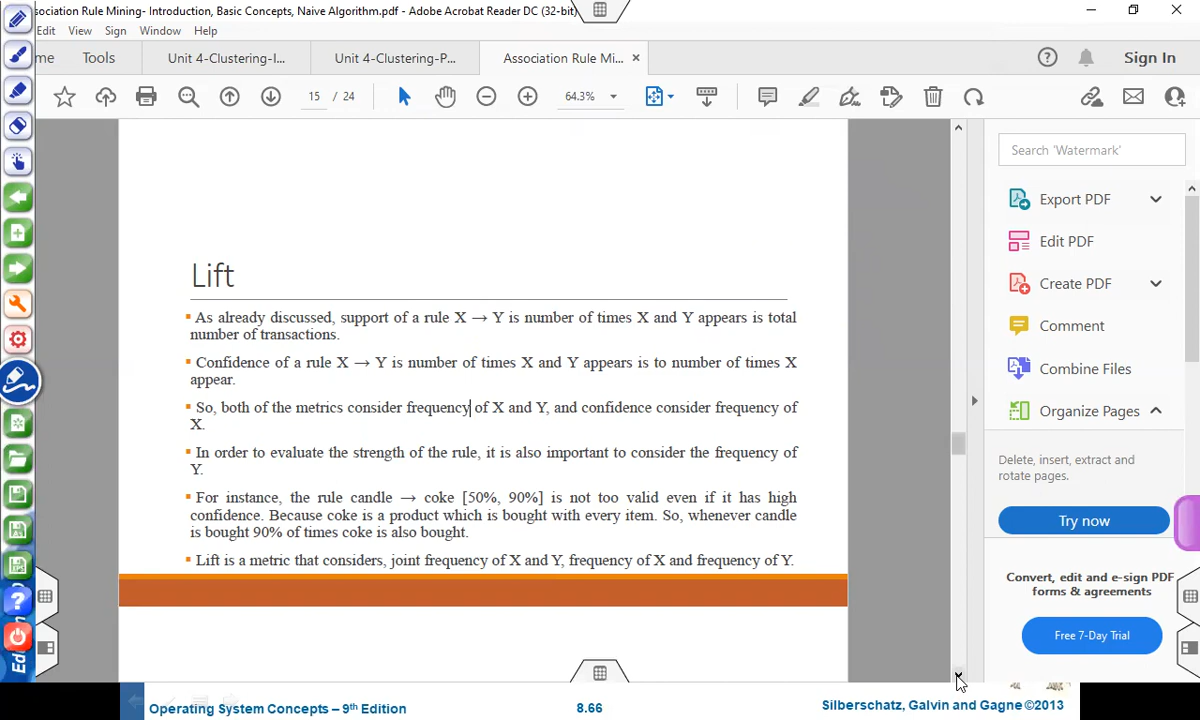 sociation Rule Mining- Introduction, Basic Concepts, Naive Algorithm.pdf - Adobe Acrobat Reader DC (32-bit)
Edit View Sign Window Help
me Tools Unit 4-Clustering-I... Unit 4-Clustering-P... Association Rule Mi... × Sign In
15 / 24 64.3%
Search 'Watermark'
Export PDF
Edit PDF
Create PDF
Comment
Combine Files
Organize Pages
Delete, insert, extract and
rotate pages.
Try now
Convert, edit and e-sign PDF
forms & agreements
Free 7-Day Trial
Lift
▪ As already discussed, support of a rule X → Y is number of times X and Y appears is total
number of transactions.
▪ Confidence of a rule X → Y is number of times X and Y appears is to number of times X
appear.
▪ So, both of the metrics consider frequency of X and Y, and confidence consider frequency of
X.
▪ In order to evaluate the strength of the rule, it is also important to consider the frequency of
Y.
▪ For instance, the rule candle → coke [50%, 90%] is not too valid even if it has high
confidence. Because coke is a product which is bought with every item. So, whenever candle
is bought 90% of times coke is also bought.
▪ Lift is a metric that considers, joint frequency of X and Y, frequency of X and frequency of Y.
Operating System Concepts – 9th Edition 8.66 Silberschatz, Galvin and Gagne ©2013